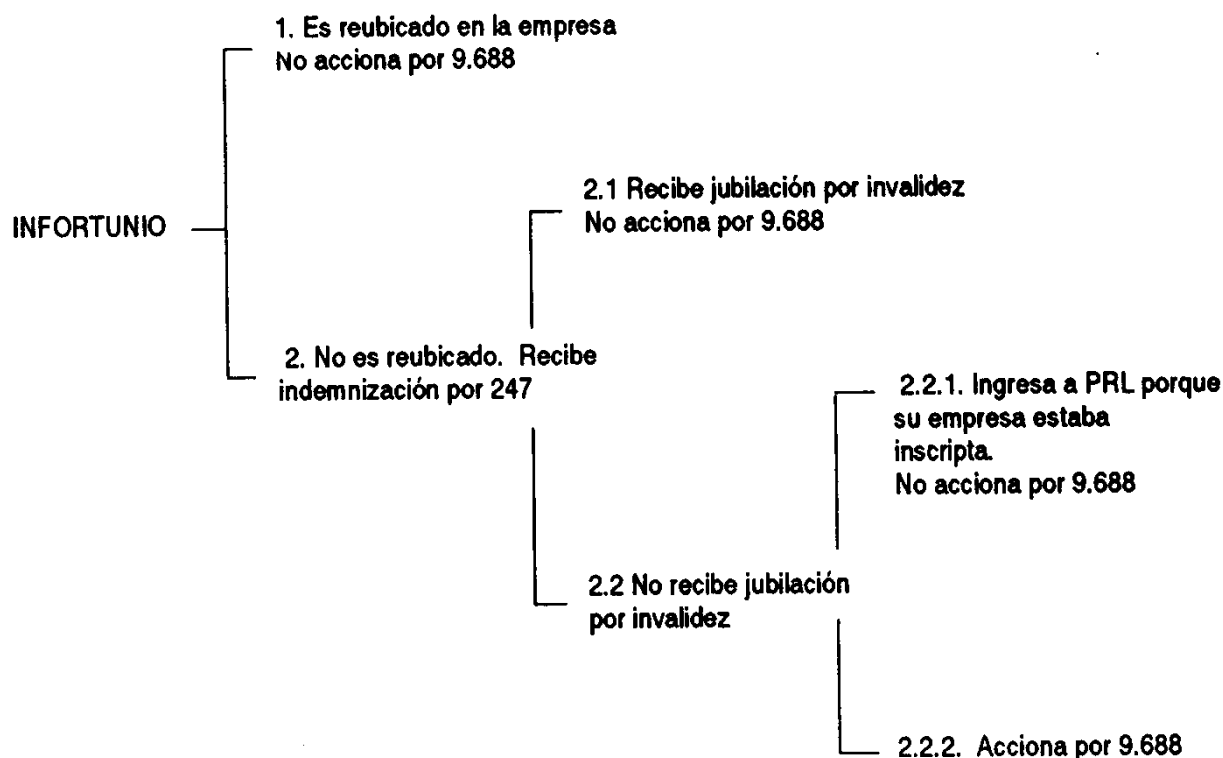 1. Es reubicado en la empresa
No acciona por 9.688
2.1 Recibe jubilación por invalidez
No acciona por 9.688
INFORTUNIO
2. No es reubicado. Recibe
indemnización por 247
2.2.1. Ingresa a PRL porque
su empresa estaba
inscripta.
No acciona por 9.688
2.2 No recibe jubilación
por invalidez
2.2.2. Acciona por 9.688